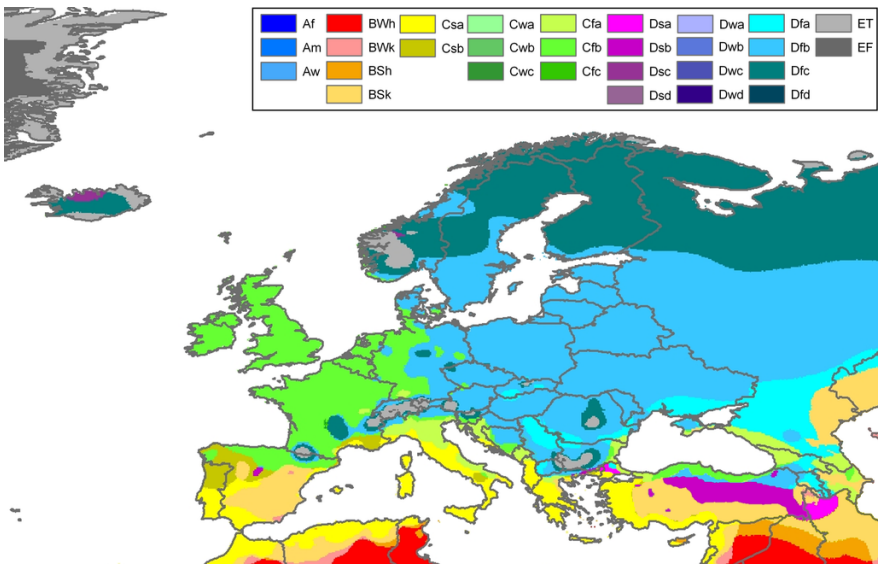 Af BWh Csa Cwa Cfa Dsa Dwa Dfa ET
Am BWk Csb Cwb Cfb Dsb Dwb Dfb EF
Aw BSh Cwc Cfc Dsc Dwc Dfc
BSk Dsd Dwd Dfd